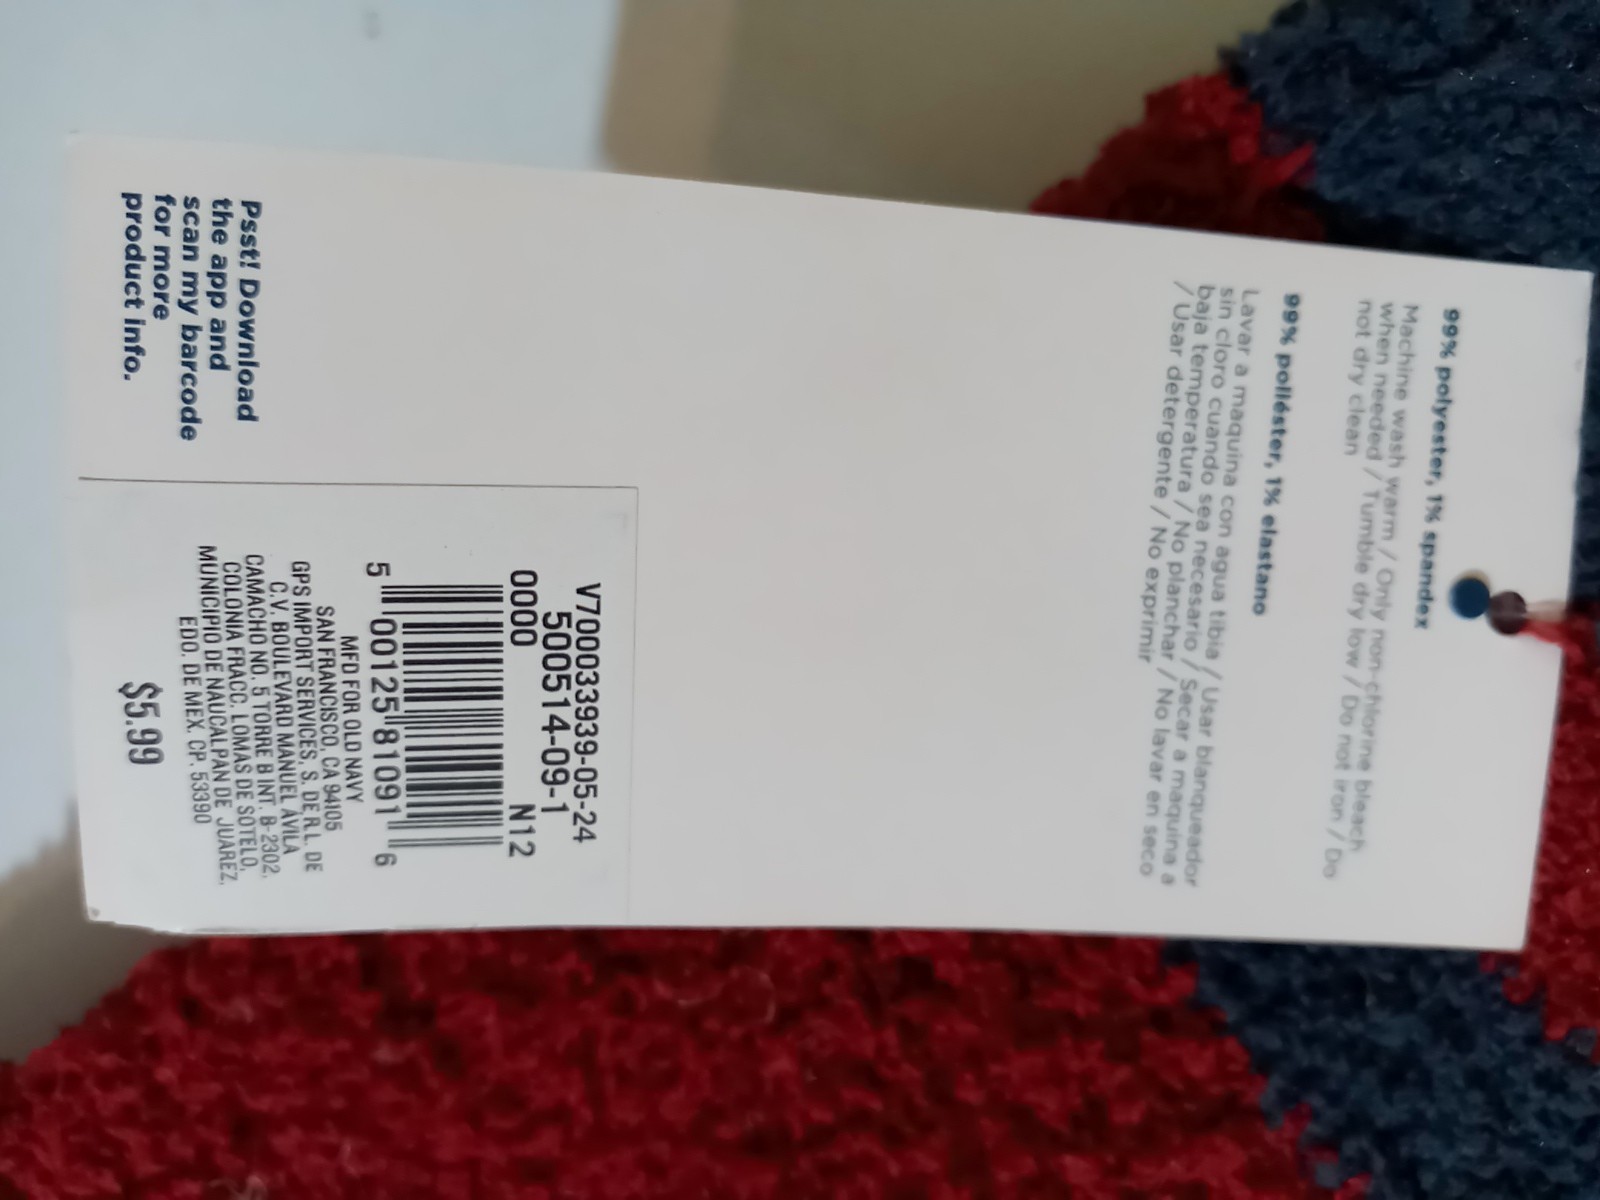 99% polyester, 1% spandex
Machine wash warm / Only non-chlorine bleach
when needed / Tumble dry low / Do not iron / Do
not dry clean
99% poliéster, 1% elastano
Lavar a maquina con agua tibia / Usar blanqueador
sin cloro cuando sea necesario / Secar a maquina a
baja temperatura / No planchar / No lavar en seco
/ Usar detergente / No exprimir
V700033939-05-24
500514-09-1
0000 N12
5 00125 81091 6
MFD FOR OLD NAVY
SAN FRANCISCO, CA 94105
GPS IMPORT SERVICES, S. DE R.L. DE
C.V. BOULEVARD MANUEL ÁVILA
CAMACHO NO. 5 TORRE B INT. B-2302,
COLONIA FRACC. LOMAS DE SOTELO,
MUNICIPIO DE NAUCALPAN DE JUAREZ,
EDO. DE MEX. CP. 53390
$5.99
Psst! Download
the app and
scan my barcode
for more
product info.